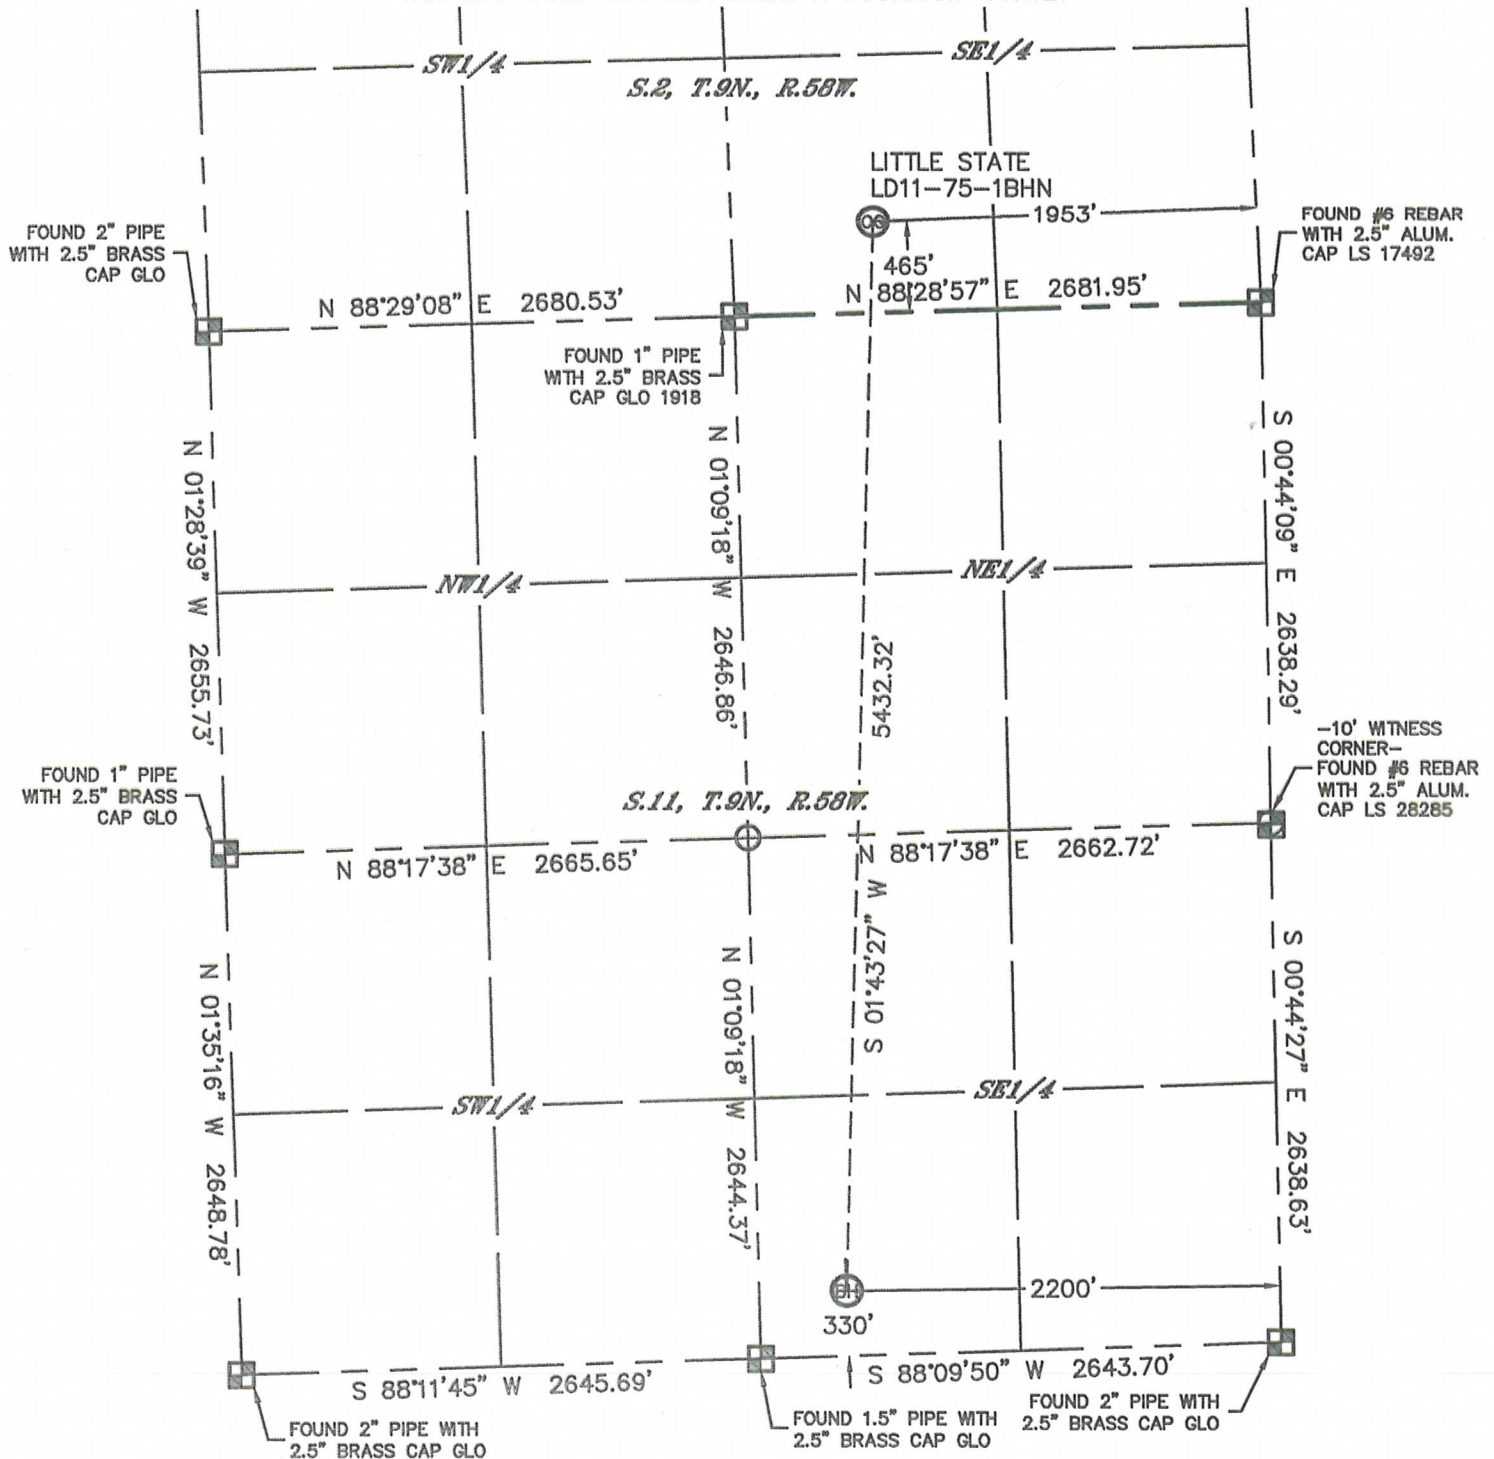 SW1/4
SE1/4
S.2, T.9N., R.58W.
LITTLE STATE
LD11-75-1BHN
1953'
465'
FOUND 2" PIPE
WITH 2.5" BRASS
CAP GLO
FOUND #6 REBAR
WITH 2.5" ALUM.
CAP LS 17492
N 88°29'08" E 2680.53'
N 88°28'57" E 2681.95'
FOUND 1" PIPE
WITH 2.5" BRASS
CAP GLO 1918
N 01°28'39" W 2655.73'
N 01°09'18" W 2646.86'
S 00°44'09" E 2638.29'
NW1/4
NE1/4
5432.32'
S 01°43'27" W
FOUND 1" PIPE
WITH 2.5" BRASS
CAP GLO
S.11, T.9N., R.58W.
-10' WITNESS
CORNER-
FOUND #6 REBAR
WITH 2.5" ALUM.
CAP LS 28285
N 88°17'38" E 2665.65'
N 88°17'38" E 2662.72'
N 01°35'16" W 2648.78'
N 01°09'18" W 2644.37'
S 00°44'27" E 2638.63'
SW1/4
SE1/4
BH
2200'
330'
S 88°11'45" W 2645.69'
S 88°09'50" W 2643.70'
FOUND 2" PIPE WITH
2.5" BRASS CAP GLO
FOUND 1.5" PIPE WITH
2.5" BRASS CAP GLO
FOUND 2" PIPE WITH
2.5" BRASS CAP GLO